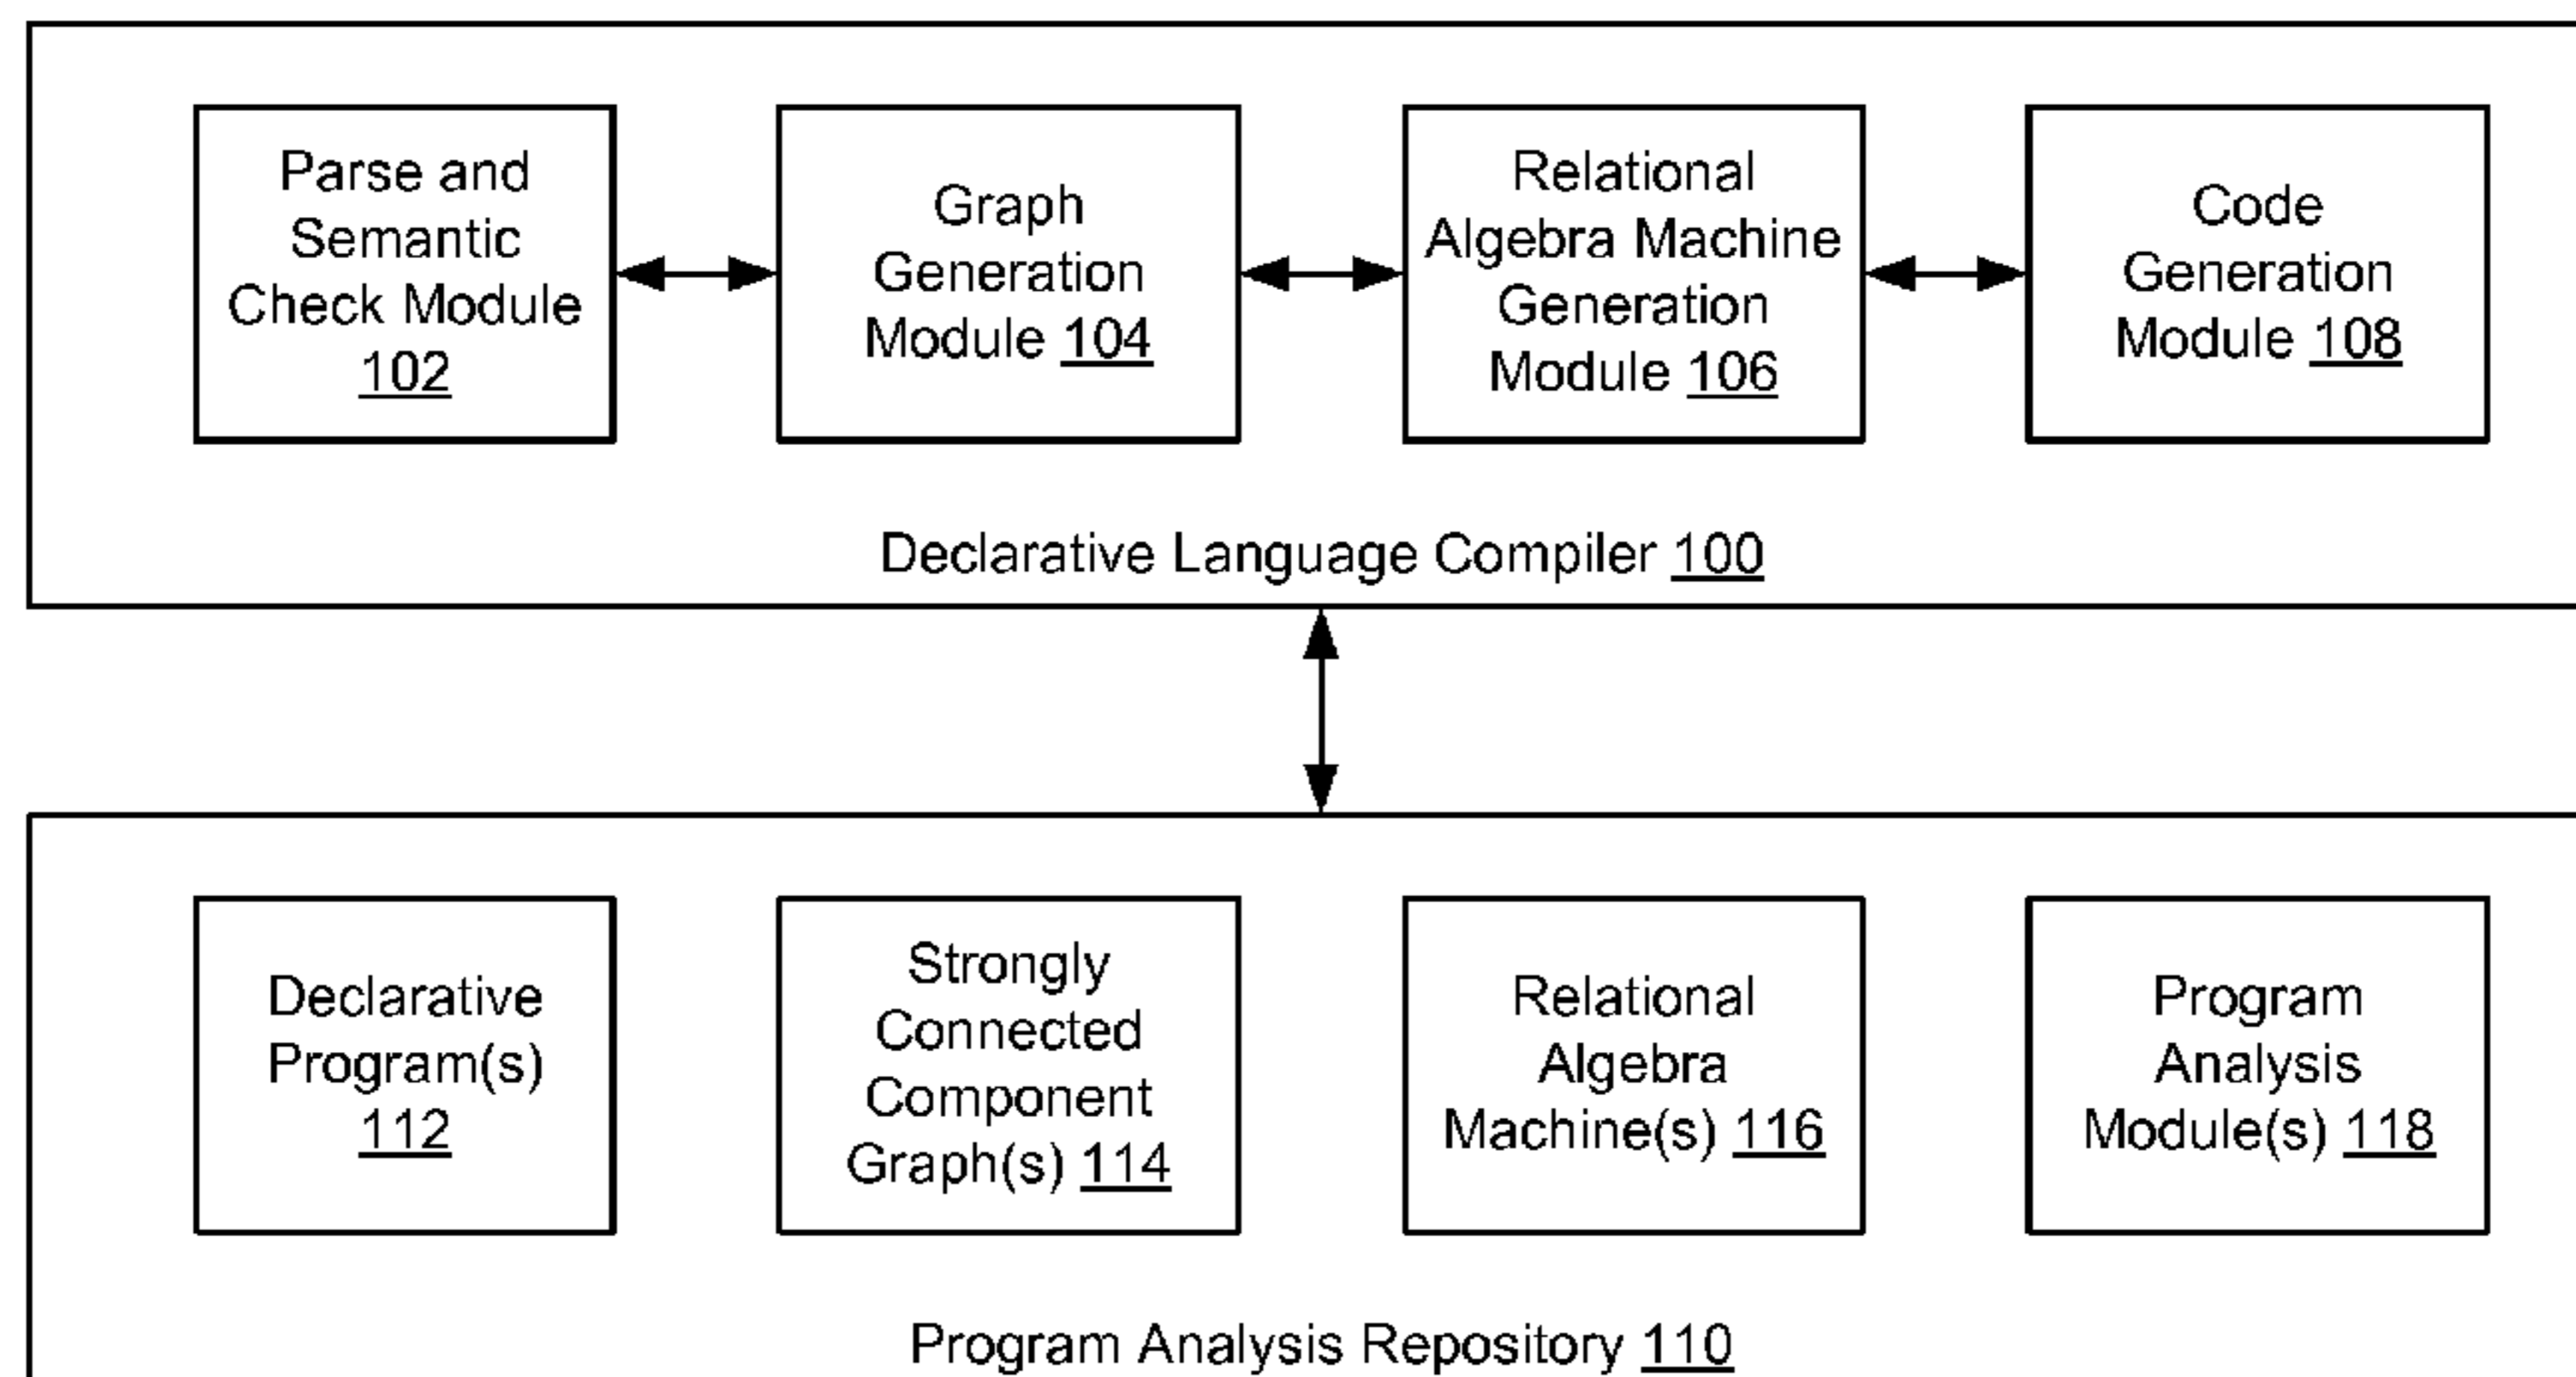 Parse and
Semantic
Check Module
102
Graph
Generation
Module 104
Relational
Algebra Machine
Generation
Module 106
Code
Generation
Module 108
Declarative Language Compiler 100
Declarative
Program(s)
112
Strongly
Connected
Component
Graph(s) 114
Relational
Algebra
Machine(s) 116
Program
Analysis
Module(s) 118
Program Analysis Repository 110